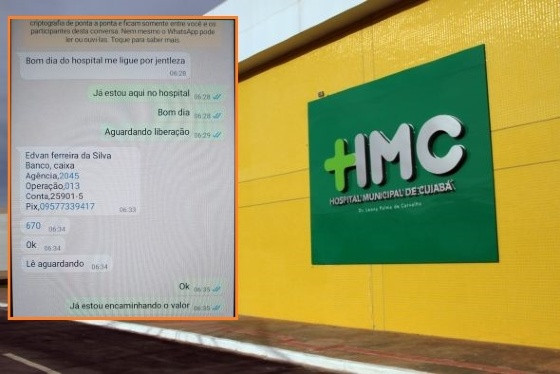 criptografia de ponta a ponta e ficam somente entre você e os
participantes desta conversa. Nem mesmo o WhatsApp pode
ler ou ouvi-las. Toque para saber mais.
Bom dia do hospital me ligue por jentleza
06:28
Já estou aqui no hospital 06:28
Bom dia 06:28
Aguardando liberação 06:29
Edvan ferreira da Silva
Banco, caixa
Agência,2045
Operação,013
Conta,25901-5
Pix,09577339417 06:33
670 06:34
Ok 06:34
Lê aguardando 06:34
Ok 06:35
Já estou encaminhando o valor 06:35
HMC
HOSPITAL MUNICIPAL DE CUIABÁ